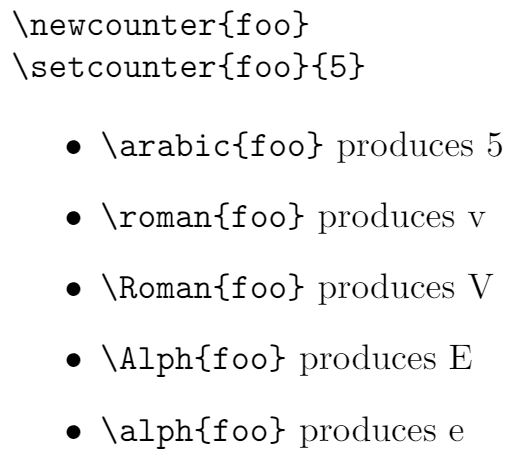 \newcounter{foo}
\setcounter{foo}{5}
• \arabic{foo} produces 5
• \roman{foo} produces v
• \Roman{foo} produces V
• \Alph{foo} produces E
• \alph{foo} produces e